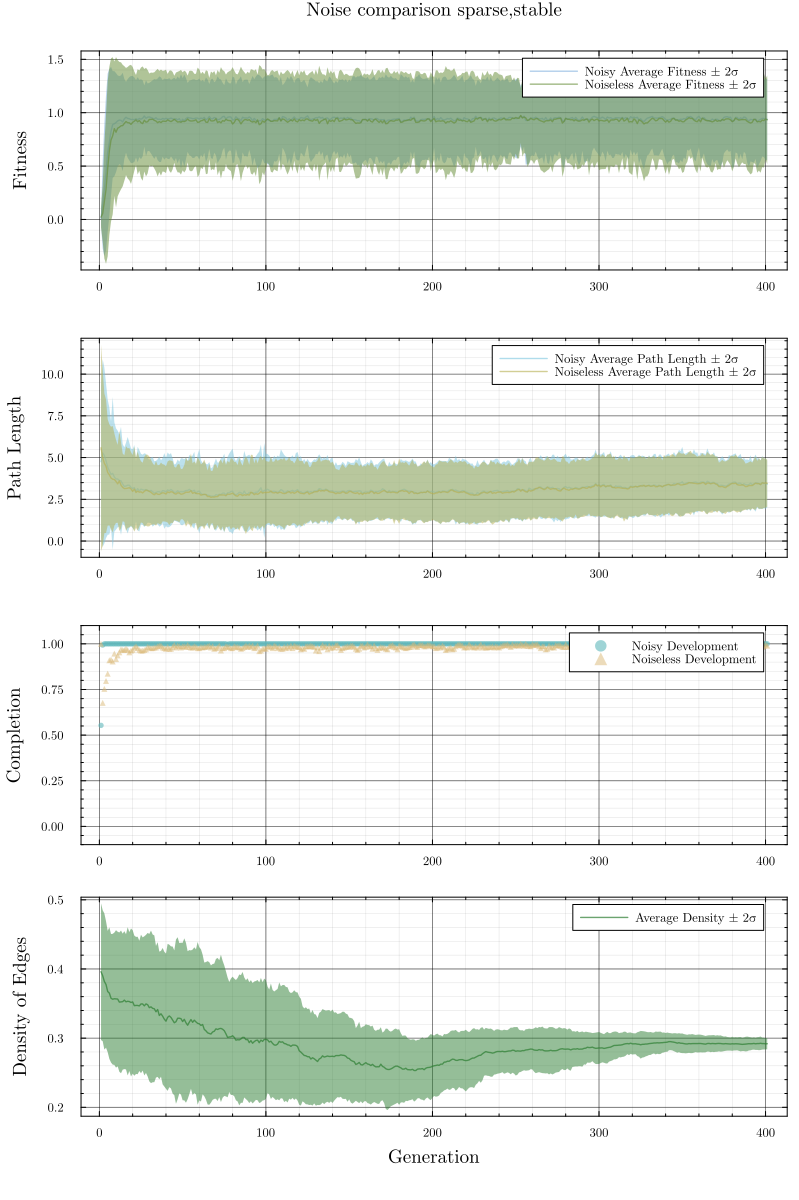 Noise comparison sparse,stable
1.5
1.0
0.5
0.0
Fitness
Noisy Average Fitness ± 2σ
Noiseless Average Fitness ± 2σ
0 100 200 300 400
10.0
7.5
5.0
2.5
0.0
Path Length
Noisy Average Path Length ± 2σ
Noiseless Average Path Length ± 2σ
0 100 200 300 400
1.00
0.75
0.50
0.25
0.00
Completion
Noisy Development
Noiseless Development
0 100 200 300 400
0.5
0.4
0.3
0.2
Density of Edges
Average Density ± 2σ
0 100 200 300 400
Generation